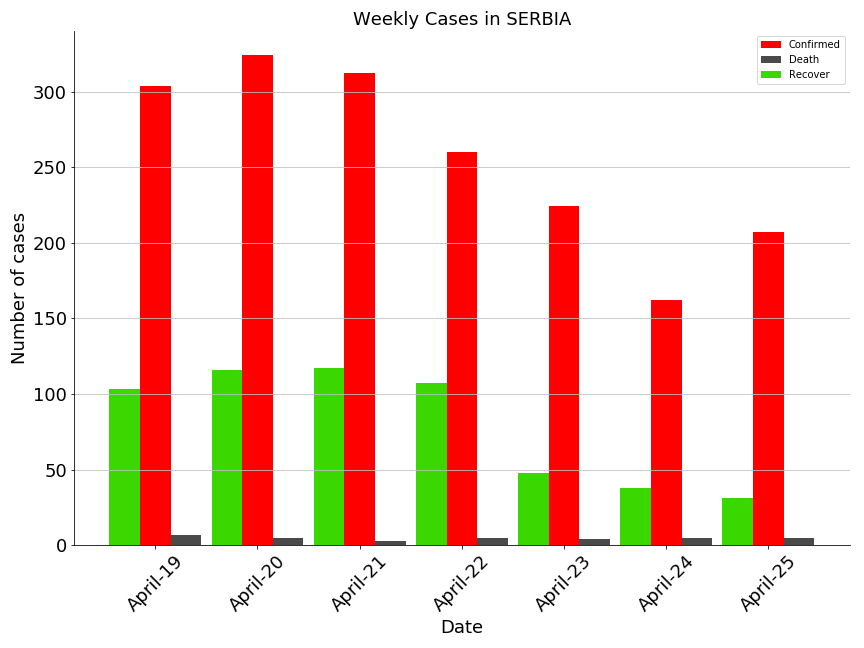 Weekly Cases in SERBIA
Confirmed
Death
Recover
Number of cases
300
250
200
150
100
50
0
April-19
April-20
April-21
April-22
April-23
April-24
April-25
Date